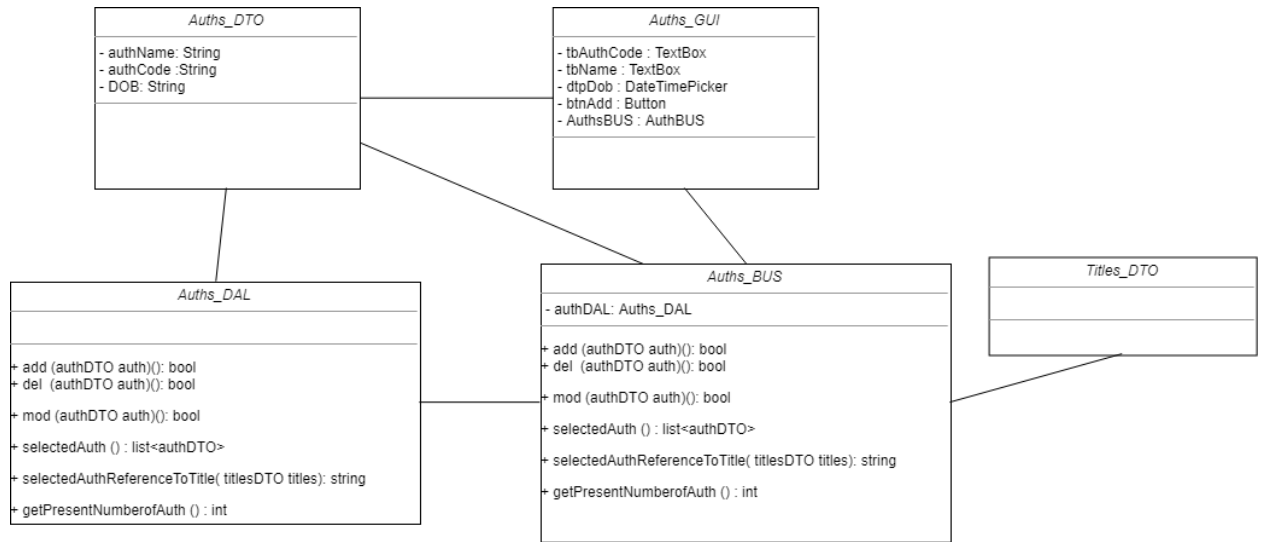 Auths_DTO
- authName: String
- authCode :String
- DOB: String
Auths_GUI
- tbAuthCode : TextBox
- tbName : TextBox
- dtpDob : DateTimePicker
- btnAdd : Button
- AuthsBUS : AuthBUS
Auths_DAL
+ add (authDTO auth)(): bool
+ del  (authDTO auth)(): bool
+ mod (authDTO auth)(): bool
+ selectedAuth () : list<authDTO>
+ selectedAuthReferenceToTitle( titlesDTO titles): string
+ getPresentNumberofAuth () : int
Auths_BUS
- authDAL: Auths_DAL
+ add (authDTO auth)(): bool
+ del  (authDTO auth)(): bool
+ mod (authDTO auth)(): bool
+ selectedAuth () : list<authDTO>
+ selectedAuthReferenceToTitle( titlesDTO titles): string
+ getPresentNumberofAuth () : int
Titles_DTO